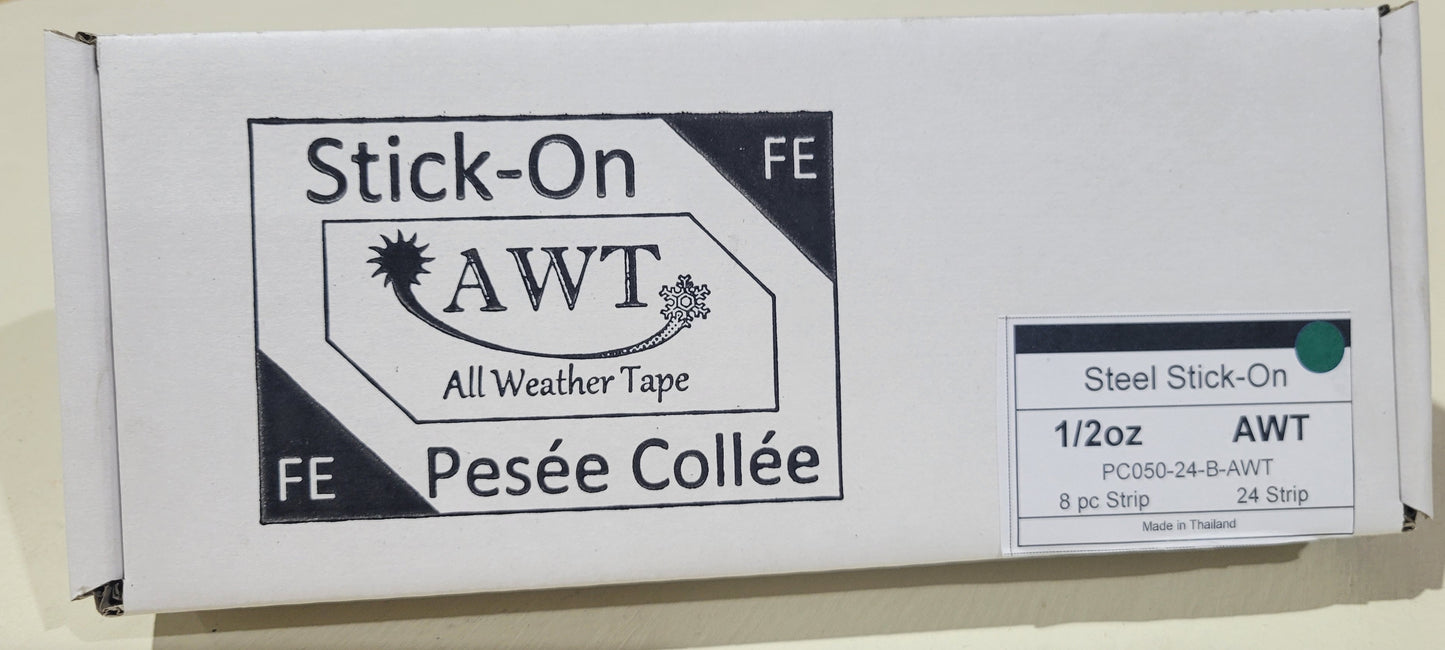 Stick-On
FE
AWT
All Weather Tape
FE
Pesée Collée
Steel Stick-On
1/2oz AWT
PC050-24-B-AWT
8 pc Strip 24 Strip
Made in Thailand